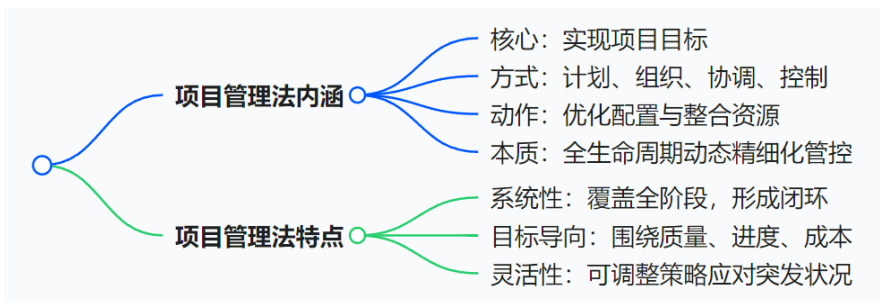 项目管理法内涵
核心：实现项目目标
方式：计划、组织、协调、控制
动作：优化配置与整合资源
本质：全生命周期动态精细化管控
项目管理法特点
系统性：覆盖全阶段，形成闭环
目标导向：围绕质量、进度、成本
灵活性：可调整策略应对突发状况